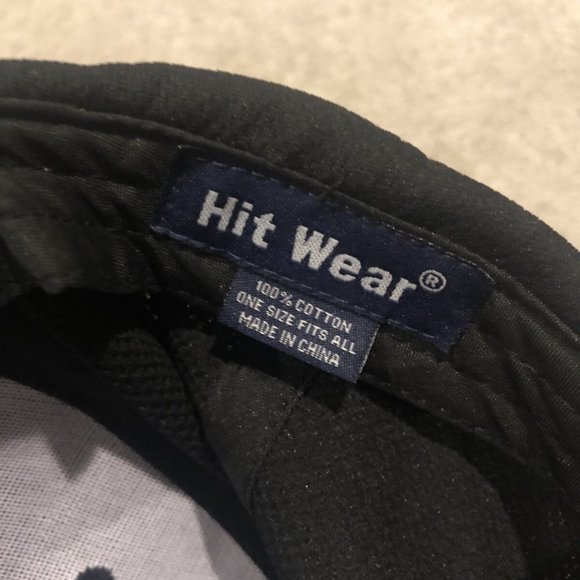 Hit Wear®
100% COTTON
ONE SIZE FITS ALL
MADE IN CHINA